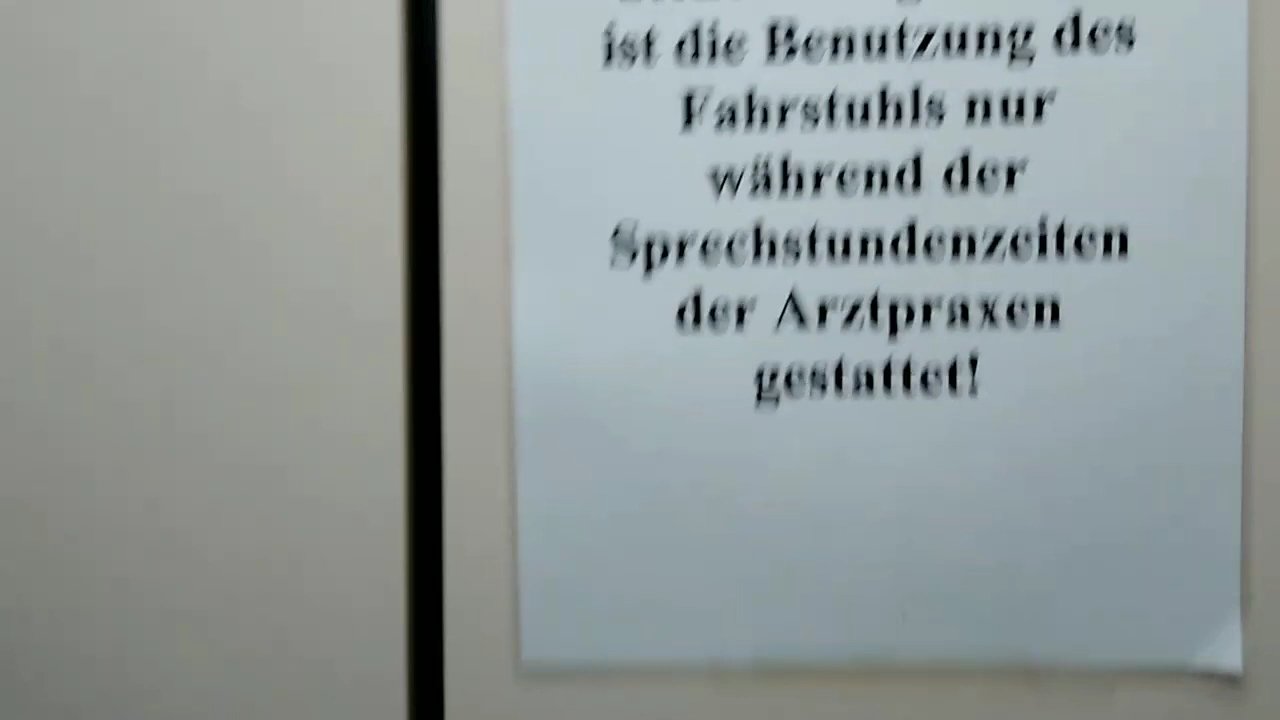 ist die Benutzung des
Fahrstuhls nur
während der
Sprechstundenzeiten
der Arztpraxen
gestattet!